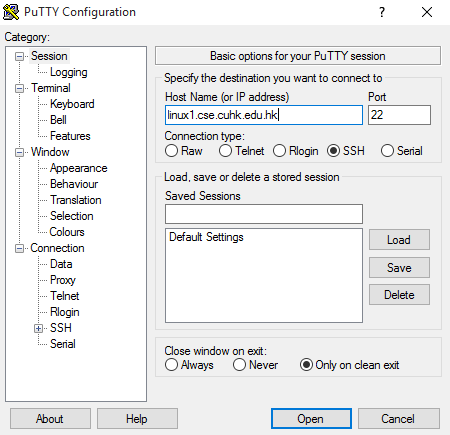 PuTTY Configuration
?
Category:
Session
Logging
Terminal
Keyboard
Bell
Features
Window
Appearance
Behaviour
Translation
Selection
Colours
Connection
Data
Proxy
Telnet
Rlogin
SSH
Serial
Basic options for your PuTTY session
Specify the destination you want to connect to
Host Name (or IP address) Port
linux1.cse.cuhk.edu.hk 22
Connection type:
Raw Telnet Rlogin SSH Serial
Load, save or delete a stored session
Saved Sessions
Default Settings
Load
Save
Delete
Close window on exit:
Always Never Only on clean exit
About Help Open Cancel